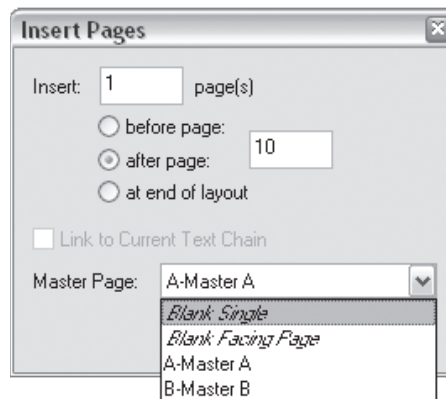 Insert Pages
Insert: 1 page(s)
before page:
after page: 10
at end of layout
Link to Current Text Chain
Master Page: A-Master A
Blank Single
Blank Facing Page
A-Master A
B-Master B